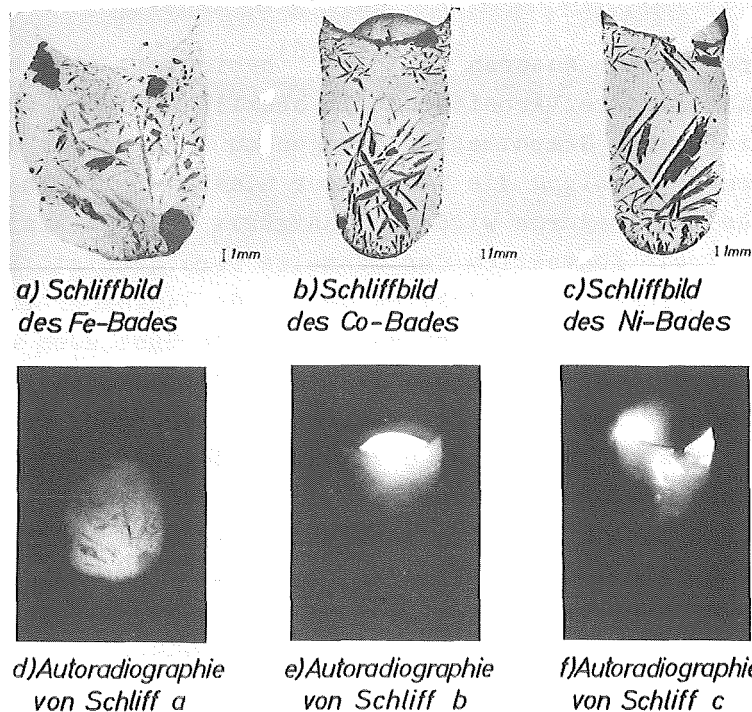 1mm
1mm
1mm
a) Schliffbild
des Fe-Bades
b) Schliffbild
des Co-Bades
c) Schliffbild
des Ni-Bades
d) Autoradiographie
von Schliff a
e) Autoradiographie
von Schliff b
f) Autoradiographie
von Schliff c